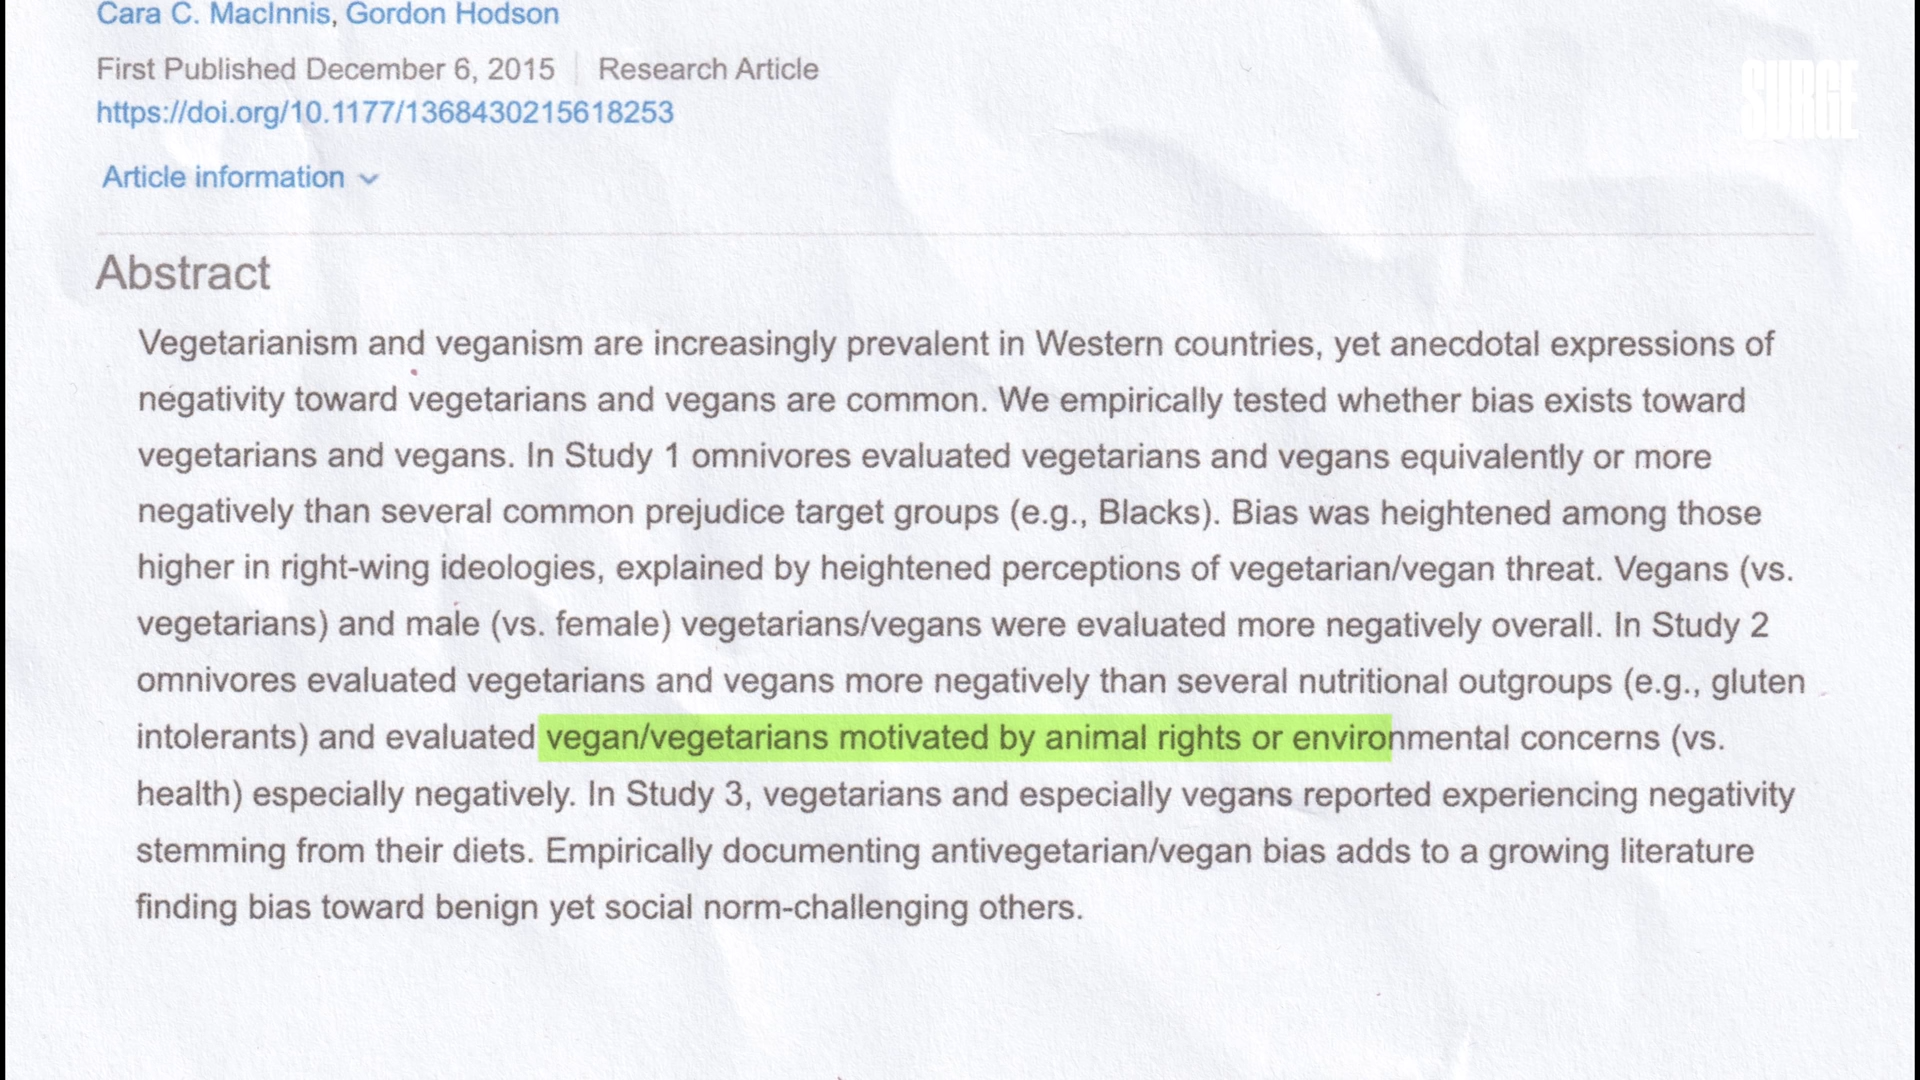 Cara C. MacInnis, Gordon Hodson
First Published December 6, 2015 Research Article
https://doi.org/10.1177/1368430215618253
SURGE
Article information
Abstract
Vegetarianism and veganism are increasingly prevalent in Western countries, yet anecdotal expressions of
negativity toward vegetarians and vegans are common. We empirically tested whether bias exists toward
vegetarians and vegans. In Study 1 omnivores evaluated vegetarians and vegans equivalently or more
negatively than several common prejudice target groups (e.g., Blacks). Bias was heightened among those
higher in right-wing ideologies, explained by heightened perceptions of vegetarian/vegan threat. Vegans (vs.
vegetarians) and male (vs. female) vegetarians/vegans were evaluated more negatively overall. In Study 2
omnivores evaluated vegetarians and vegans more negatively than several nutritional outgroups (e.g., gluten
intolerants) and evaluated vegan/vegetarians motivated by animal rights or environmental concerns (vs.
health) especially negatively. In Study 3, vegetarians and especially vegans reported experiencing negativity
stemming from their diets. Empirically documenting antivegetarian/vegan bias adds to a growing literature
finding bias toward benign yet social norm-challenging others.